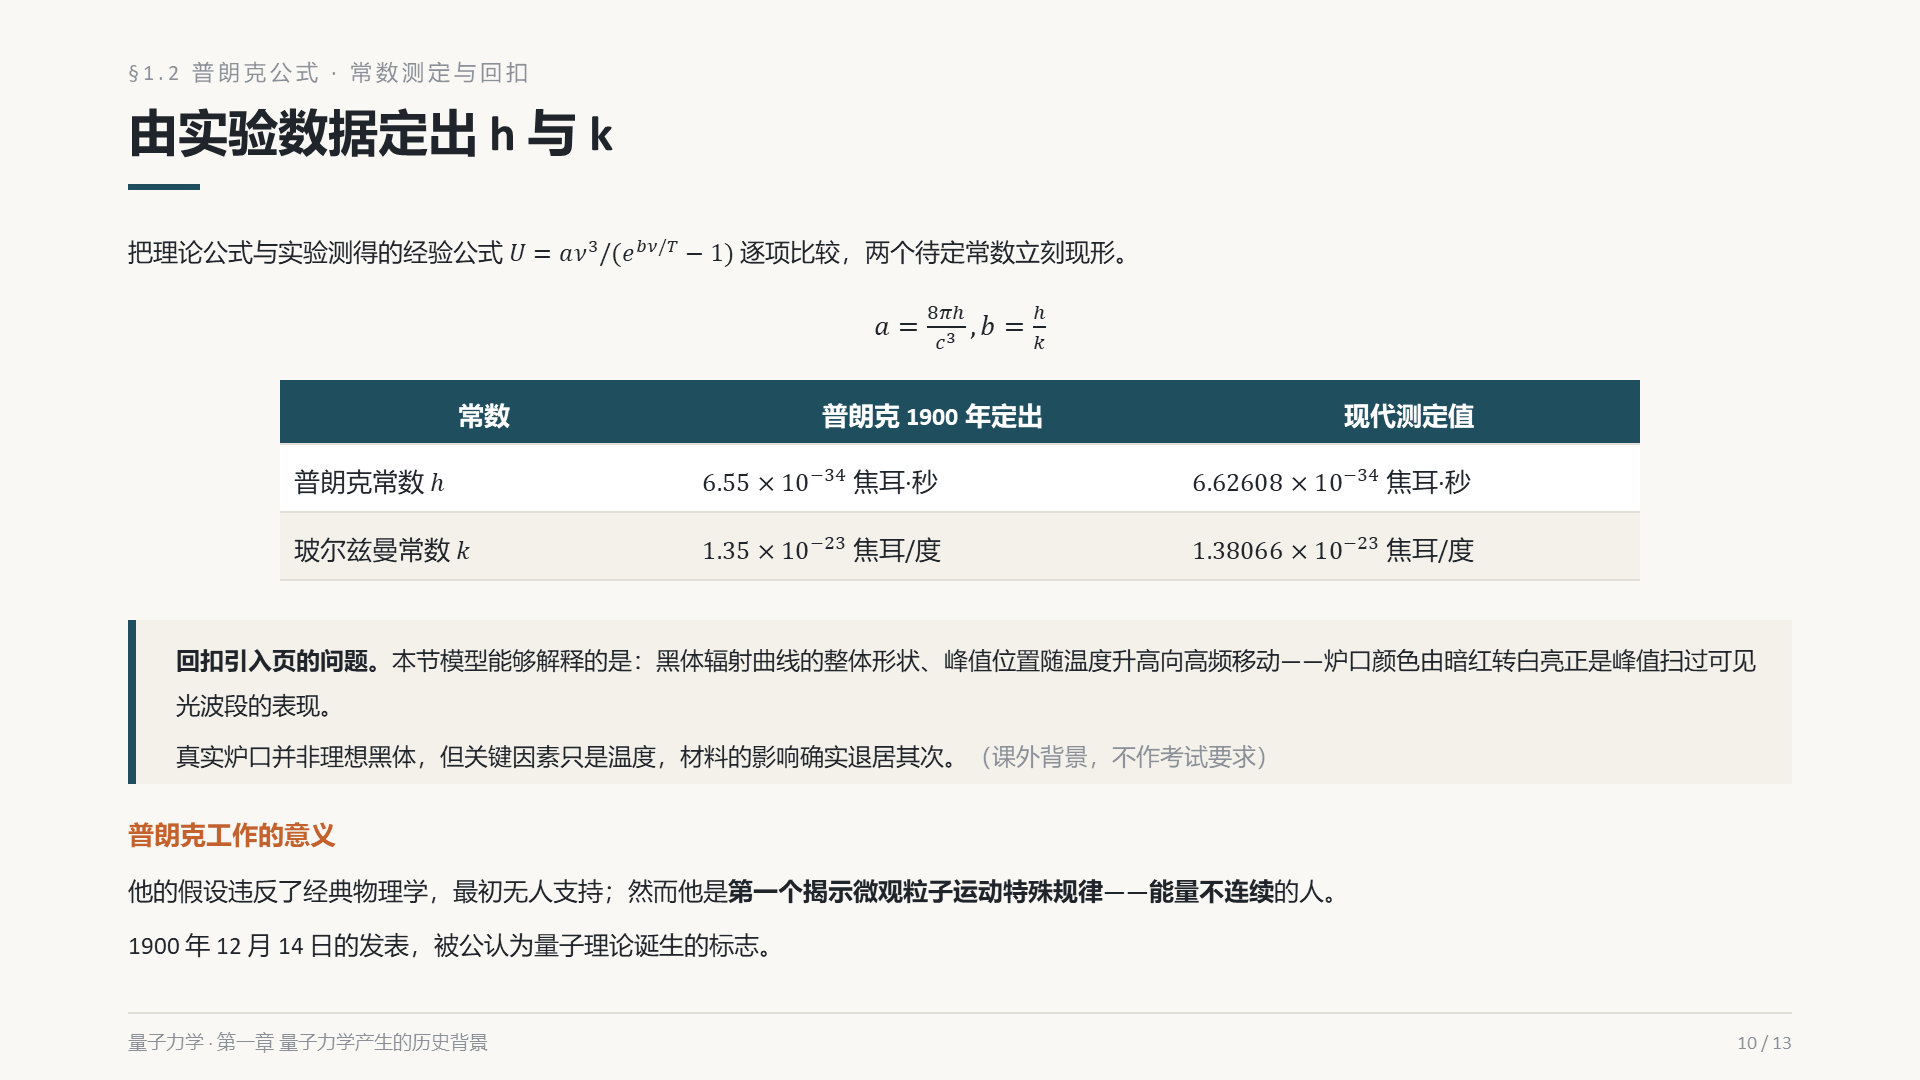 §1.2 普朗克公式 · 常数测定与回扣
由实验数据定出 h 与 k
把理论公式与实验测得的经验公式 U = aν³/(e^{bν/T} − 1) 逐项比较，两个待定常数立刻现形。
a = \frac{8πh}{c³}, b = \frac{h}{k}
常数 普朗克 1900 年定出 现代测定值
普朗克常数 h 6.55 × 10⁻³⁴ 焦耳·秒 6.62608 × 10⁻³⁴ 焦耳·秒
玻尔兹曼常数 k 1.35 × 10⁻²³ 焦耳/度 1.38066 × 10⁻²³ 焦耳/度
回扣引入页的问题。本节模型能够解释的是：黑体辐射曲线的整体形状、峰值位置随温度升高向高频移动——炉口颜色由暗红转白亮正是峰值扫过可见
光波段的表现。
真实炉口并非理想黑体，但关键因素只是温度，材料的影响确实退居其次。（课外背景，不作考试要求）
普朗克工作的意义
他的假设违反了经典物理学，最初无人支持；然而他是第一个揭示微观粒子运动特殊规律——能量不连续的人。
1900 年 12 月 14 日的发表，被公认为量子理论诞生的标志。
量子力学 · 第一章 量子力学产生的历史背景
10 / 13